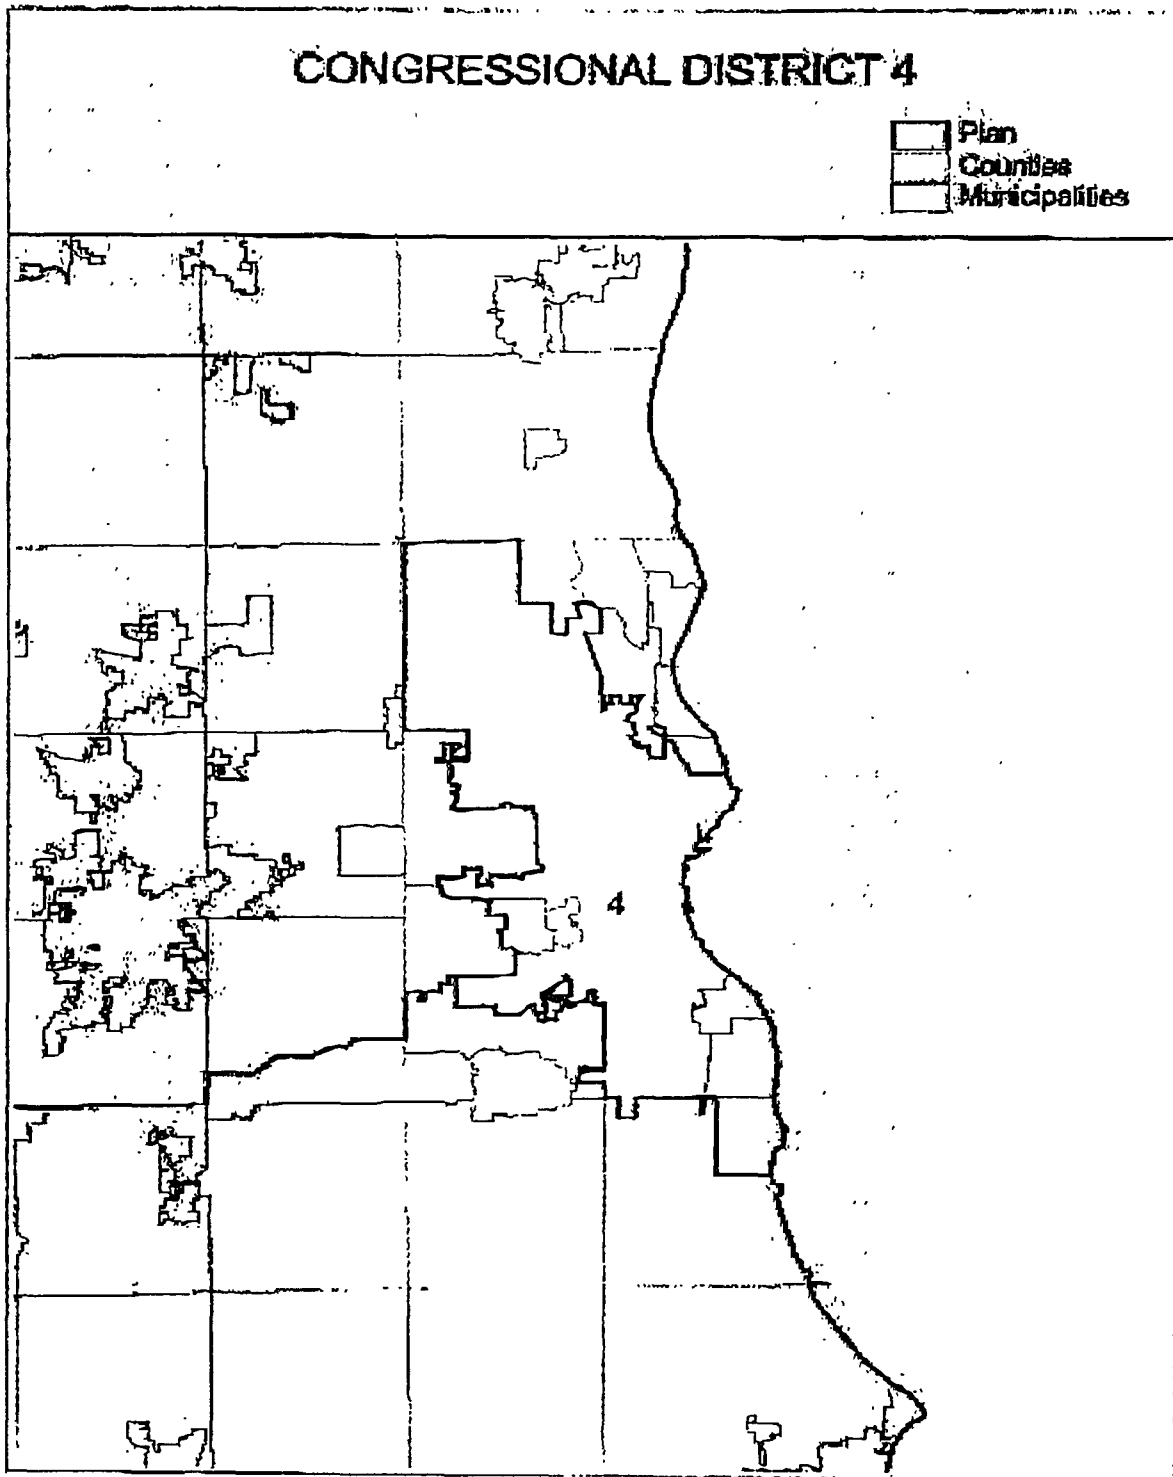 CONGRESSIONAL DISTRICT 4
Plan
Counties
Municipalities
4